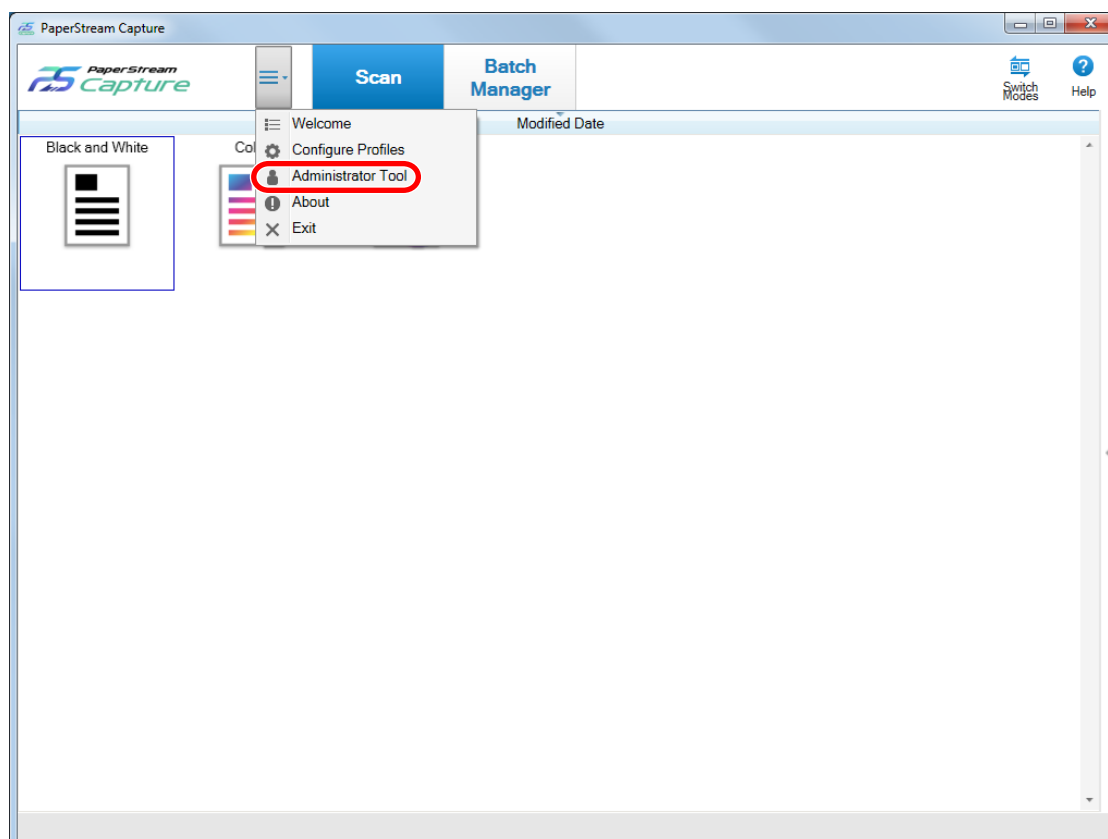 PaperStream Capture
PaperStream
Capture
Scan
Batch
Manager
Switch
Modes
Help
Welcome
Modified Date
Configure Profiles
Administrator Tool
About
Exit
Black and White
Col